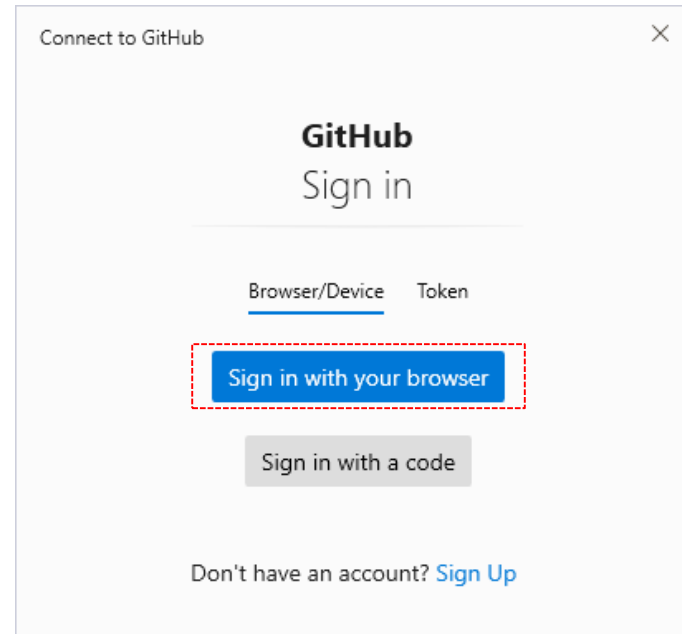 Connect to GitHub
GitHub
Sign in
Browser/Device Token
Sign in with your browser
Sign in with a code
Don't have an account? Sign Up